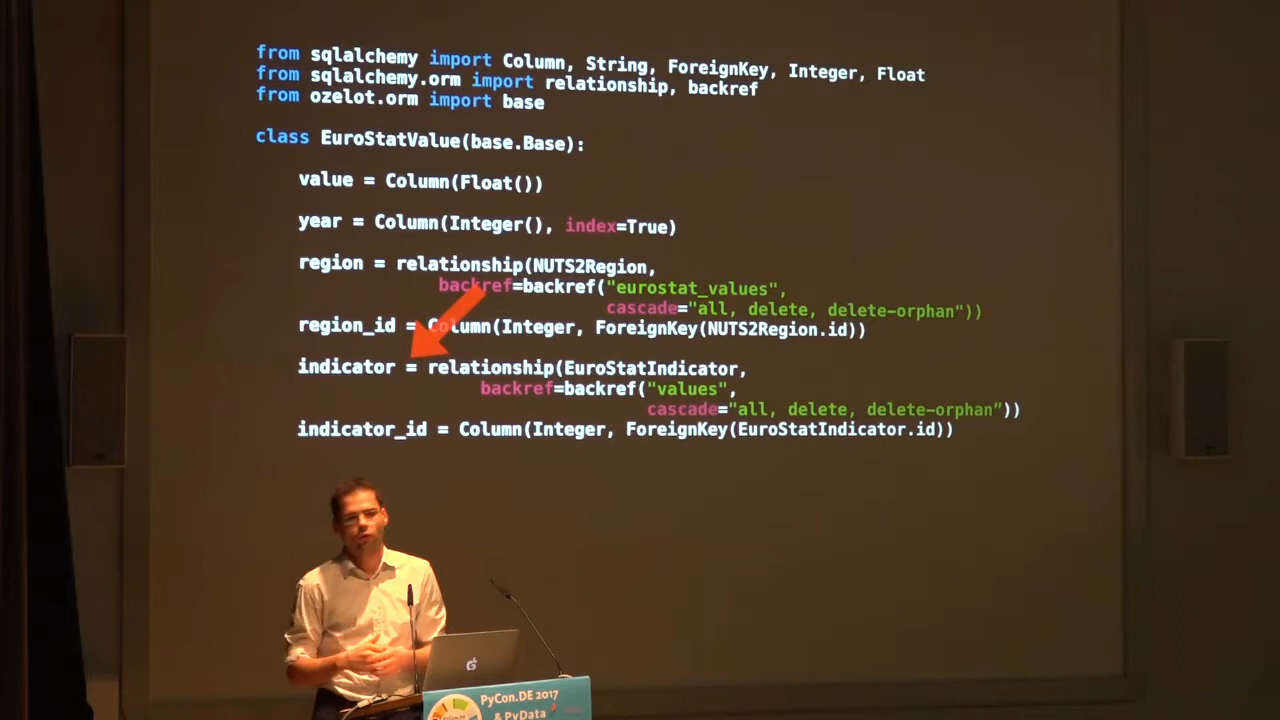 from sqlalchemy import Column, String, ForeignKey, Integer, Float
from sqlalchemy.orm import relationship, backref
from ozelot.orm import base
class EuroStatValue(base.Base):
value = Column(Float())
year = Column(Integer(), index=True)
region = relationship(NUTS2Region,
backref=backref("eurostat_values",
cascade="all, delete, delete-orphan"))
region_id = Column(Integer, ForeignKey(NUTS2Region.id))
indicator = relationship(EuroStatIndicator,
backref=backref("values",
cascade="all, delete, delete-orphan”))
indicator_id = Column(Integer, ForeignKey(EuroStatIndicator.id))
PyCon.DE 2017
& PyData